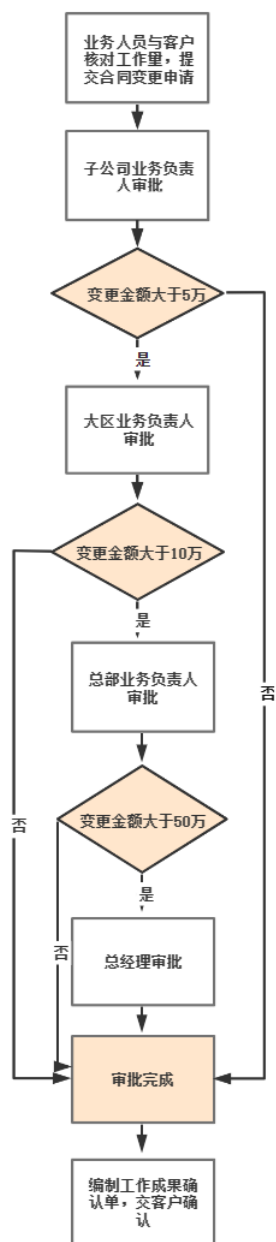 业务人员与客户
核对工作量，提
交合同变更申请
子公司业务负责
人审批
变更金额大于5万
是
大区业务负责人
审批
变更金额大于10万
是
总部业务负责人
审批
否
变更金额大于50万
否
是
否
总经理审批
审批完成
编制工作成果确
认单，交客户确
认